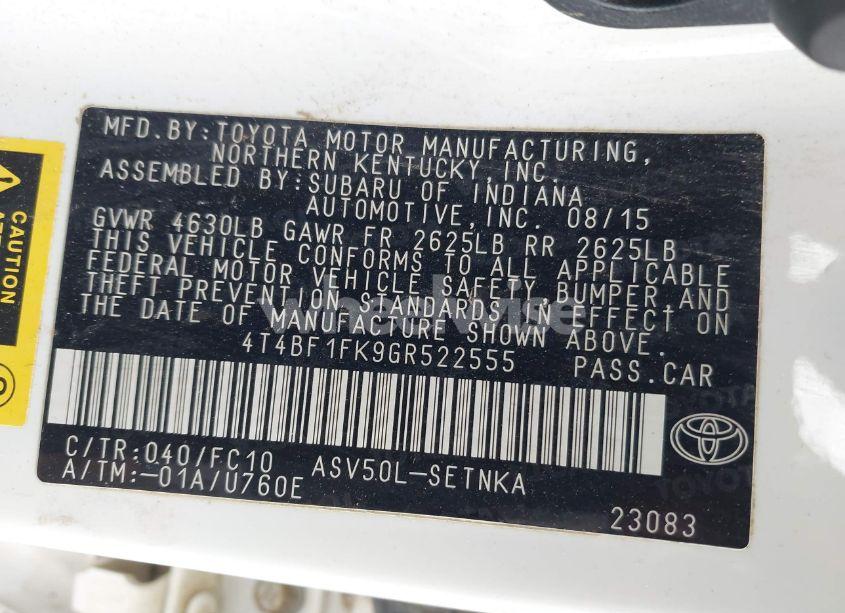 MFD.BY:TOYOTA MOTOR MANUFACTURING,
NORTHERN KENTUCKY,INC.
ASSEMBLED BY:SUBARU OF INDIANA
AUTOMOTIVE,INC. 08/15
GVWR 4630LB GAWR FR 2625LB RR 2625LB
THIS VEHICLE CONFORMS TO ALL APPLICABLE
FEDERAL MOTOR VEHICLE SAFETY, BUMPER AND
THEFT PREVENTION STANDARDS IN EFFECT ON
THE DATE OF MANUFACTURE SHOWN ABOVE.
4T4BF1FK9GR522555 PASS.CAR
C/TR:040/FC10 ASV50L-SETNKA
A/TM:-01A/U760E
23083
CAUTION
wheelwise